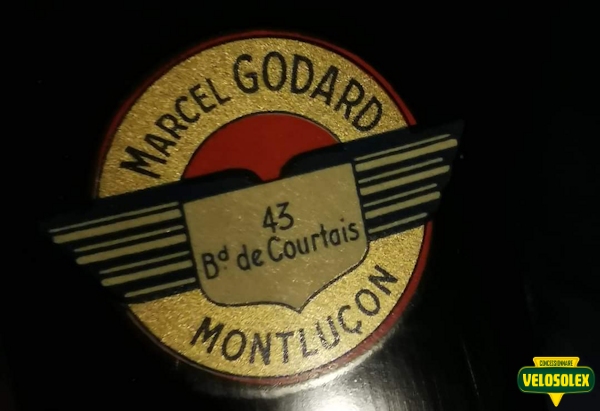 MARCEL GODARD
43
Bd de Courtais
MONTLUÇON
CONCESSIONNAIRE
VELOSOLEX